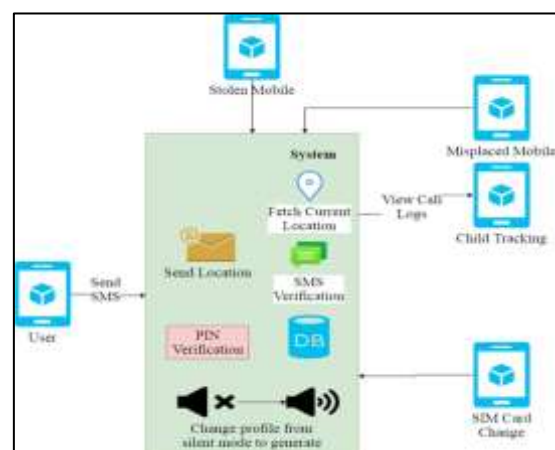 Stolen Mobile
System
Misplaced Mobile
Fetch Current
Location
View Call
Logs
Child Tracking
Send Location
SMS
Verification
Send
SMS
User
PIN
Verification
DB
SIM Card
Change
Change profile from
silent mode to generate